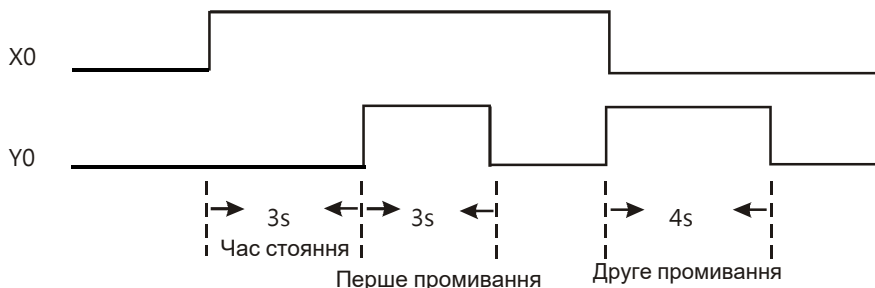 X0
Y0
3s
3s
4s
Час стояння
Перше промивання
Друге промивання